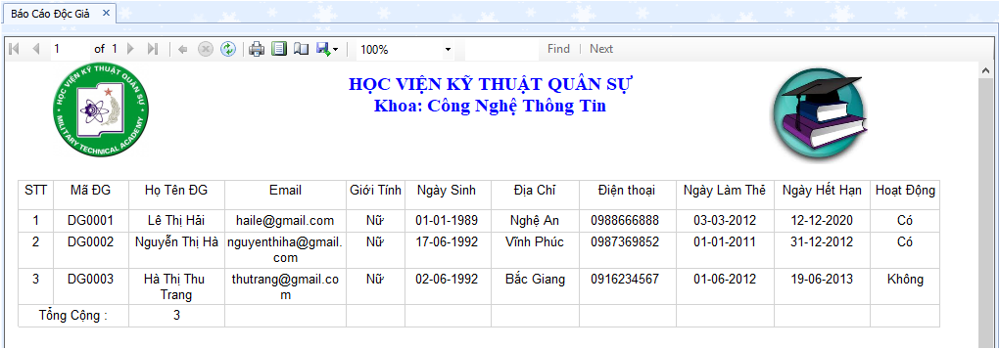 Báo Cáo Độc Giả
1 of 1 100% Find Next
HỌC VIỆN KỸ THUẬT QUÂN SỰ
MILITARY TECHNICAL ACADEMY
HỌC VIỆN KỸ THUẬT QUÂN SỰ
Khoa: Công Nghệ Thông Tin
STT Mã ĐG Họ Tên ĐG Email Giới Tính Ngày Sinh Địa Chỉ Điện thoại Ngày Làm Thẻ Ngày Hết Hạn Hoạt Động
1 DG0001 Lê Thị Hải haile@gmail.com Nữ 01-01-1989 Nghệ An 0988666888 03-03-2012 12-12-2020 Có
2 DG0002 Nguyễn Thị Hà nguyenthiha@gmail. Nữ 17-06-1992 Vĩnh Phúc 0987369852 01-01-2011 31-12-2012 Có
com
3 DG0003 Hà Thị Thu thutrang@gmail.co Nữ 02-06-1992 Bắc Giang 0916234567 01-06-2012 19-06-2013 Không
Trang m
Tổng Cộng : 3